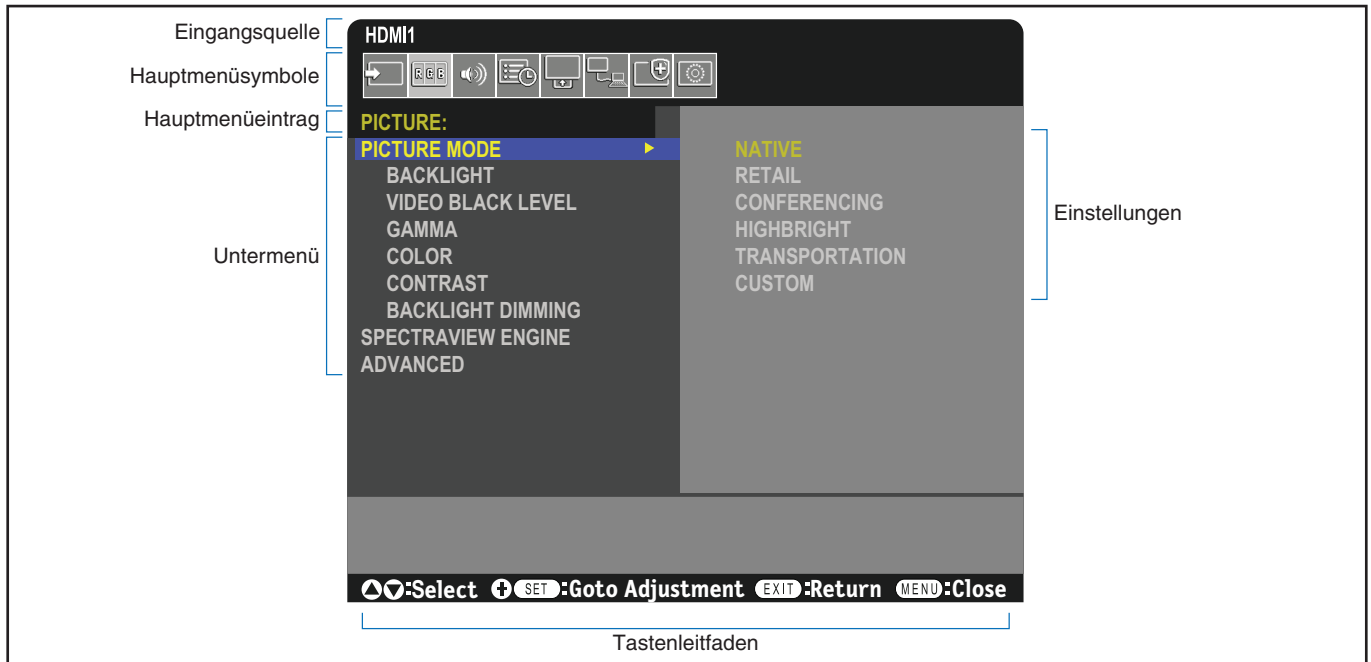 Eingangsquelle
HDMI1
Hauptmenüsymbole
RGB
Hauptmenüeintrag
PICTURE:
PICTURE MODE
BACKLIGHT
VIDEO BLACK LEVEL
GAMMA
COLOR
CONTRAST
BACKLIGHT DIMMING
SPECTRAVIEW ENGINE
ADVANCED
Untermenü
NATIVE
RETAIL
CONFERENCING
HIGHBRIGHT
TRANSPORTATION
CUSTOM
Einstellungen
:Select SET:Goto Adjustment EXIT:Return MENU:Close
Tastenleitfaden